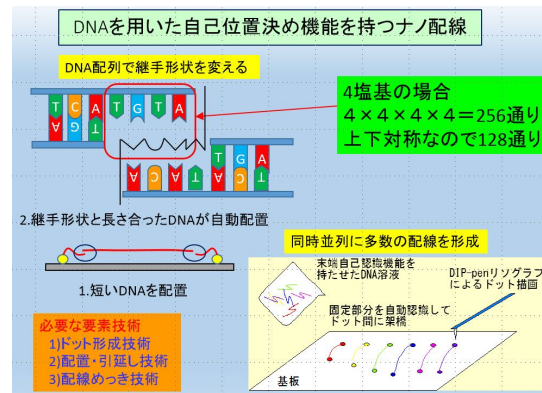 DNAを用いた自己位置決め機能を持つナノ配線
DNA配列で継手形状を変える
T C A T G T A
A G T
T G A
A C A T A C T
4塩基の場合
4×4×4×4=256通り
上下対称なので128通り
2.継手形状と長さ合ったDNAが自動配置
1.短いDNAを配置
必要な要素技術
1)ドット形成技術
2)配置・引延し技術
3)配線めっき技術
同時並列に多数の配線を形成
末端自己認識機能を
持たせたDNA溶液
DIP-penリソグラフ
によるドット描画
固定部分を自動認識して
ドット間に架橋
基板